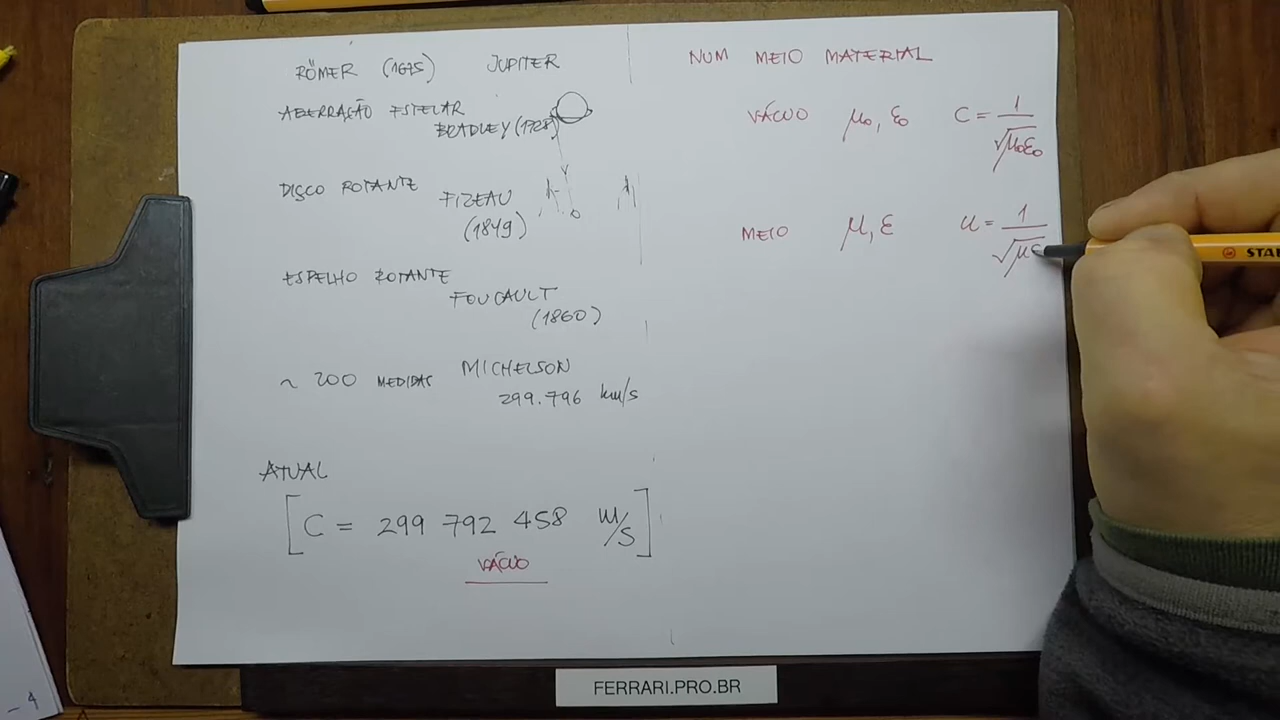 RÖMER (1675) JUPITER
ABERRAÇÃO ESTELAR
BRADLEY (1728)
DISCO ROTANTE
FIZEAU
(1849)
ESPELHO ROTANTE
FOUCAULT
(1860)
~ 200 MEDIDAS MICHELSON
299.796 km/s
ATUAL
[C = 299 792 458 m/s]
VÁCUO
NUM MEIO MATERIAL
VÁCUO μ₀, ε₀ C = 1/√μ₀ε₀
MEIO μ, ε u = 1/√με
STAB
FERRARI.PRO.BR
- 4